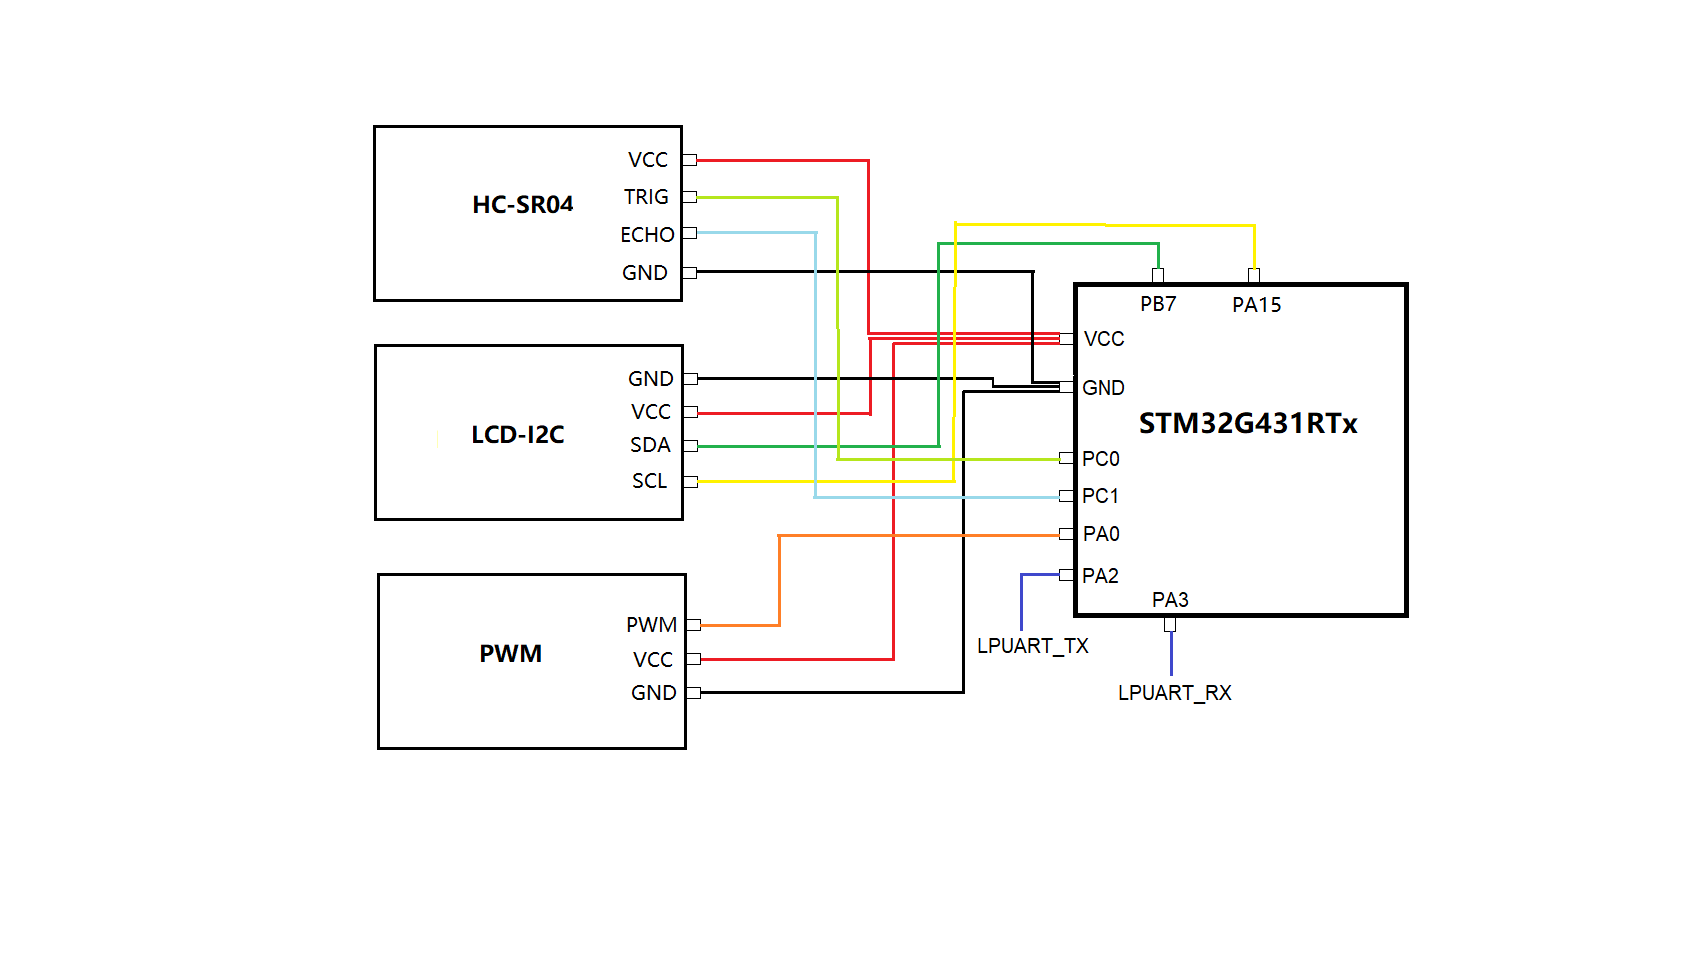 HC-SR04
VCC
TRIG
ECHO
GND
LCD-I2C
GND
VCC
SDA
SCL
PWM
PWM
VCC
GND
PB7
PA15
VCC
GND
STM32G431RTx
PC0
PC1
PA0
PA2
PA3
LPUART_TX
LPUART_RX